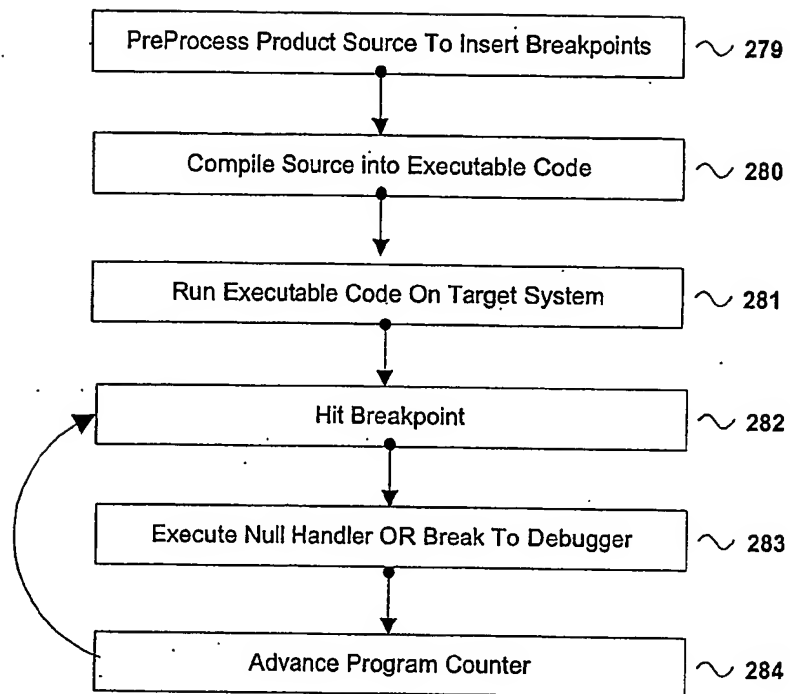 PreProcess Product Source To Insert Breakpoints 279
Compile Source into Executable Code 280
Run Executable Code On Target System 281
Hit Breakpoint 282
Execute Null Handler OR Break To Debugger 283
Advance Program Counter 284